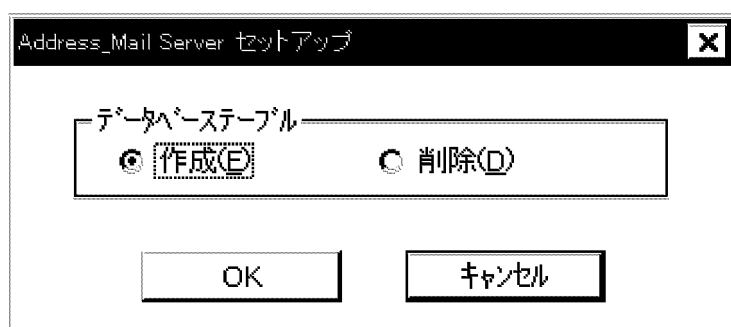 Address_Mail Server セットアップ
データベーステーブル
作成(E) 削除(D)
OK キャンセル